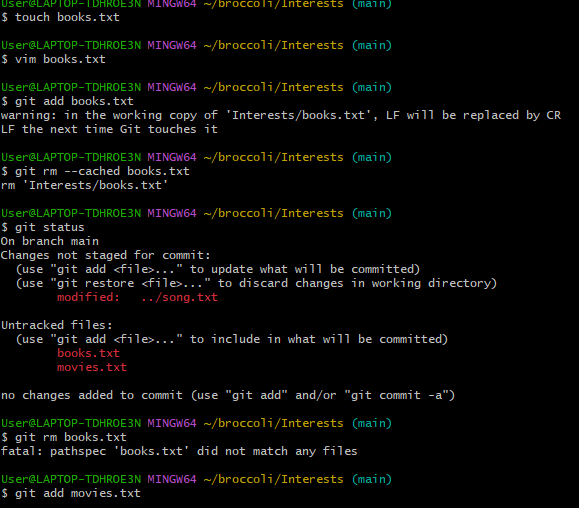 User@LAPTOP-TDHROE3N MINGW64 ~/broccoli/Interests (main)
$ touch books.txt
User@LAPTOP-TDHROE3N MINGW64 ~/broccoli/Interests (main)
$ vim books.txt
User@LAPTOP-TDHROE3N MINGW64 ~/broccoli/Interests (main)
$ git add books.txt
warning: in the working copy of 'Interests/books.txt', LF will be replaced by CR
LF the next time Git touches it
User@LAPTOP-TDHROE3N MINGW64 ~/broccoli/Interests (main)
$ git rm --cached books.txt
rm 'Interests/books.txt'
User@LAPTOP-TDHROE3N MINGW64 ~/broccoli/Interests (main)
$ git status
On branch main
Changes not staged for commit:
  (use "git add <file>..." to update what will be committed)
  (use "git restore <file>..." to discard changes in working directory)
        modified:   ../song.txt
Untracked files:
  (use "git add <file>..." to include in what will be committed)
        books.txt
        movies.txt
no changes added to commit (use "git add" and/or "git commit -a")
User@LAPTOP-TDHROE3N MINGW64 ~/broccoli/Interests (main)
$ git rm books.txt
fatal: pathspec 'books.txt' did not match any files
User@LAPTOP-TDHROE3N MINGW64 ~/broccoli/Interests (main)
$ git add movies.txt